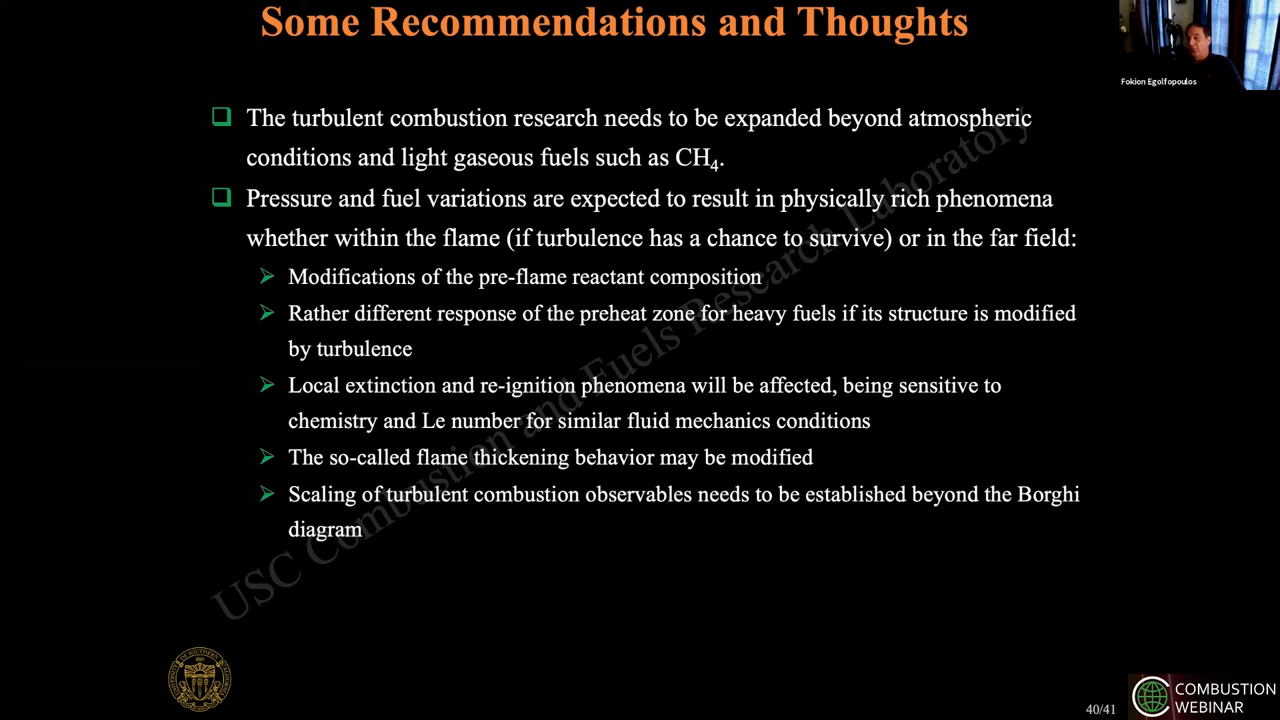 Some Recommendations and Thoughts
Fokion Egolfopoulos
The turbulent combustion research needs to be expanded beyond atmospheric
conditions and light gaseous fuels such as CH₄.
Pressure and fuel variations are expected to result in physically rich phenomena
whether within the flame (if turbulence has a chance to survive) or in the far field:
Modifications of the pre-flame reactant composition
Rather different response of the preheat zone for heavy fuels if its structure is modified
by turbulence
Local extinction and re-ignition phenomena will be affected, being sensitive to
chemistry and Le number for similar fluid mechanics conditions
The so-called flame thickening behavior may be modified
Scaling of turbulent combustion observables needs to be established beyond the Borghi
diagram
USC Combustion and Fuels Research Laboratory
40/41
COMBUSTION
WEBINAR